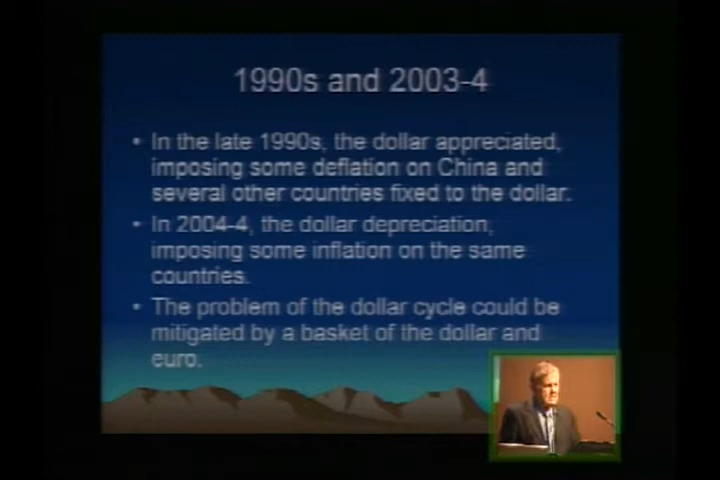 1990s and 2003-4
• In the late 1990s, the dollar appreciated,
imposing some deflation on China and
several other countries fixed to the dollar.
• In 2004-4, the dollar depreciation,
imposing some inflation on the same
countries.
• The problem of the dollar cycle could be
mitigated by a basket of the dollar and
euro.